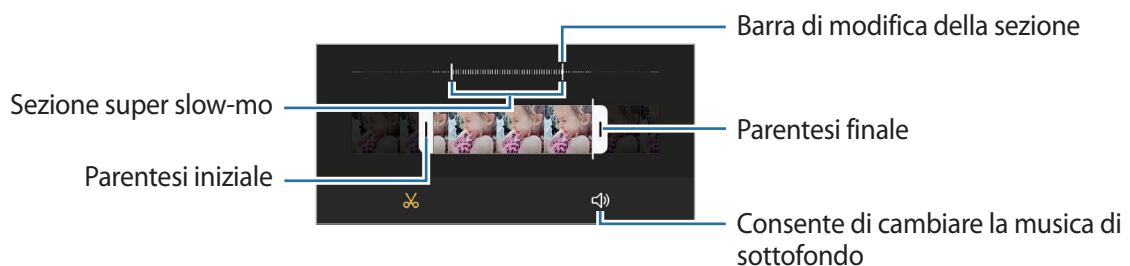 Barra di modifica della sezione
Sezione super slow-mo
Parentesi finale
Parentesi iniziale
Consente di cambiare la musica di
sottofondo